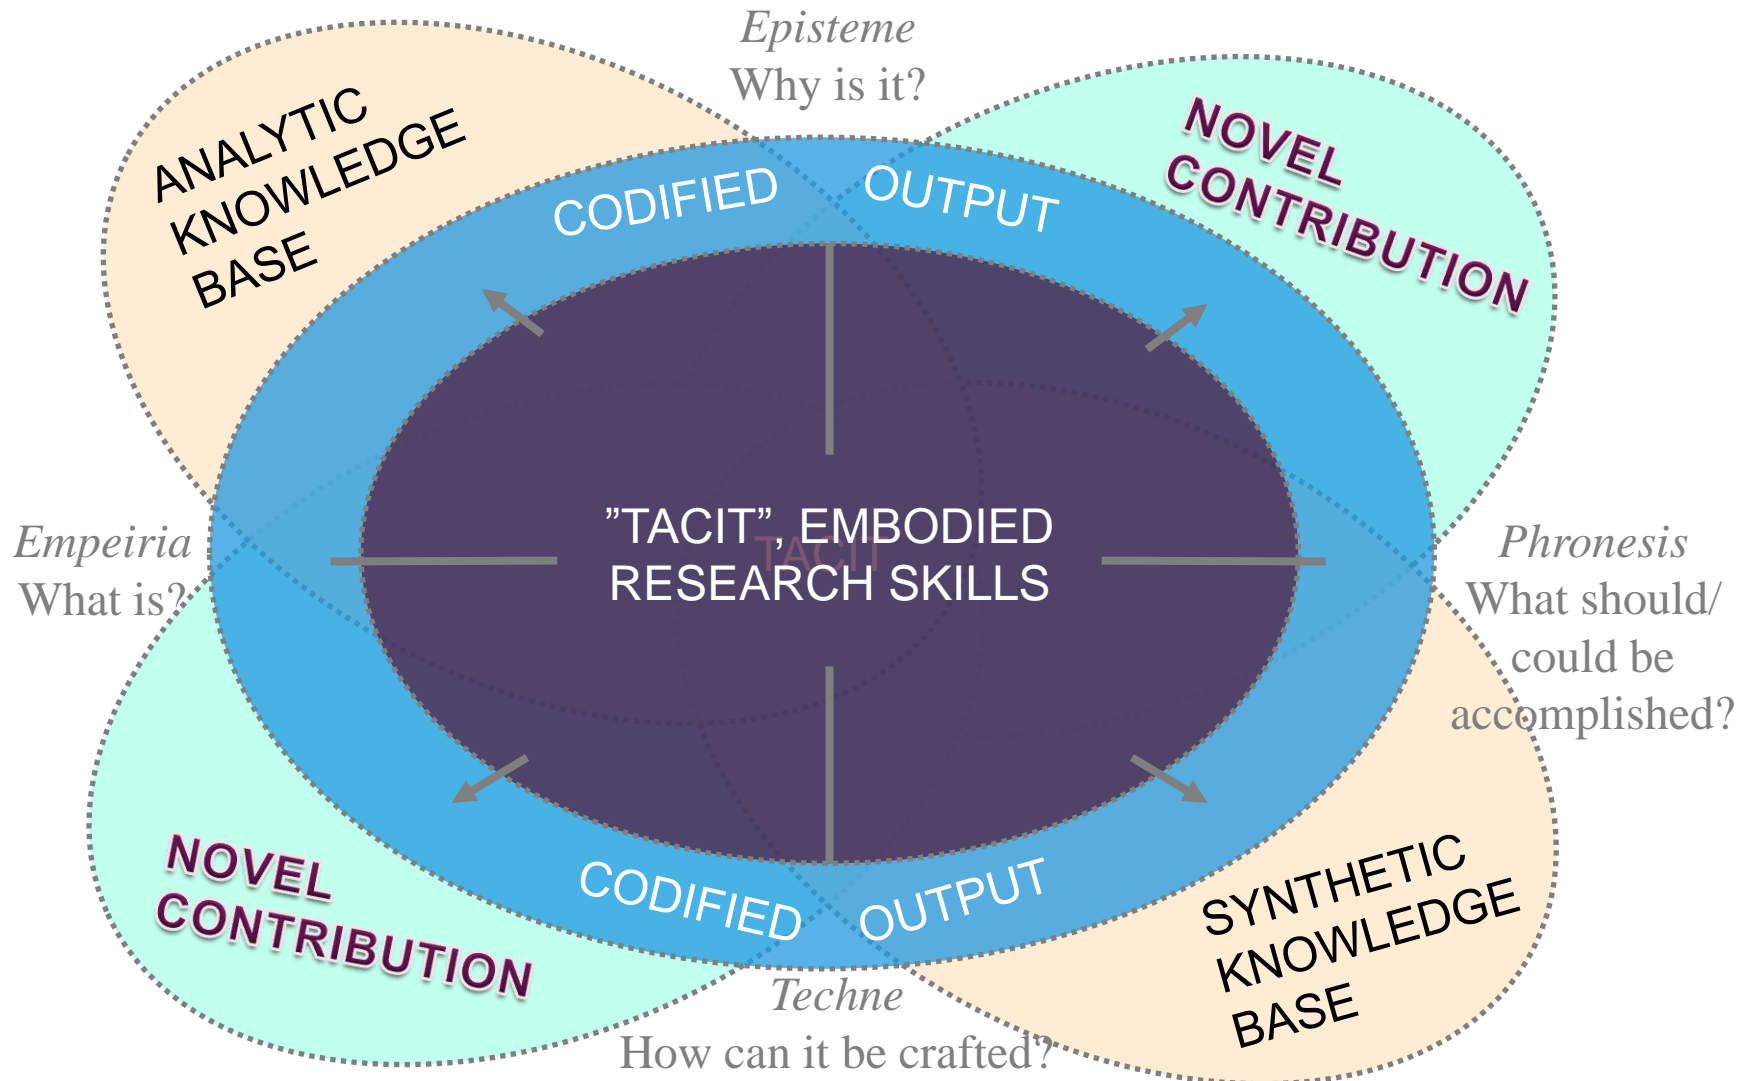 Episteme
Why is it?
ANALYTIC
KNOWLEDGE
BASE
NOVEL
CONTRIBUTION
CODIFIED
OUTPUT
Empeiria
What is?
”TACIT”, EMBODIED
RESEARCH SKILLS
TACIT
Phronesis
What should/
could be
accomplished?
NOVEL
CONTRIBUTION
CODIFIED
OUTPUT
SYNTHETIC
KNOWLEDGE
BASE
Techne
How can it be crafted?